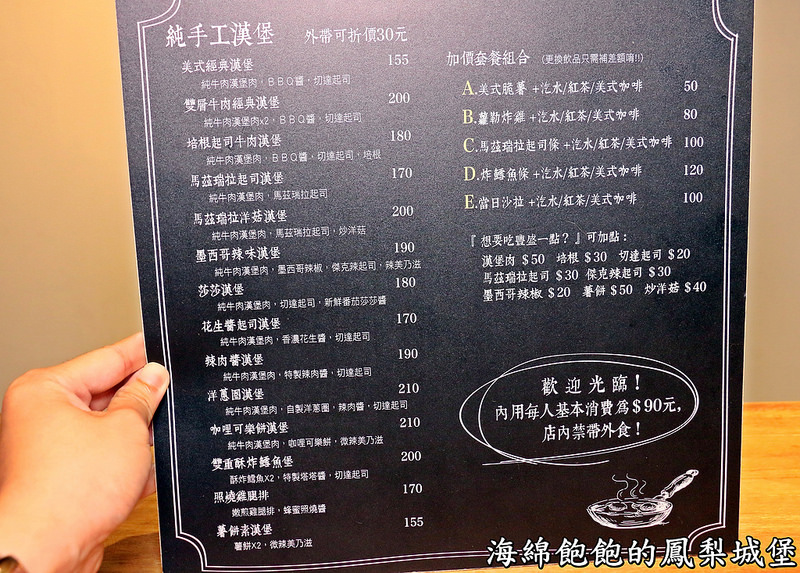 純手工漢堡 外帶可折價30元
美式經典漢堡 155
純牛肉漢堡肉，BBQ醬，切達起司
雙層牛肉經典漢堡 200
純牛肉漢堡肉x2，BBQ醬，切達起司
培根起司牛肉漢堡 180
純牛肉漢堡肉，BBQ醬，切達起司，培根
馬茲瑞拉起司漢堡 170
純牛肉漢堡肉，馬茲瑞拉起司
馬茲瑞拉洋菇漢堡 200
純牛肉漢堡肉，馬茲瑞拉起司，炒洋菇
墨西哥辣味漢堡 190
純牛肉漢堡肉，墨西哥辣椒，傑克辣起司，辣美乃滋
莎莎漢堡 180
純牛肉漢堡肉，切達起司，新鮮番茄莎莎醬
花生醬起司漢堡 170
純牛肉漢堡肉，香濃花生醬，切達起司
辣肉醬漢堡 190
純牛肉漢堡肉，特製辣肉醬，切達起司
洋蔥圈漢堡 210
純牛肉漢堡肉，自製洋蔥圈，辣肉醬，切達起司
咖哩可樂餅漢堡 210
純牛肉漢堡肉，咖哩可樂餅，微辣美乃滋
雙重酥炸鱈魚堡 200
酥炸鱈魚X2，特製塔塔醬，切達起司
照燒雞腿排 170
嫩煎雞腿排，蜂蜜照燒醬
薯餅素漢堡 155
薯餅X2，微辣美乃滋
加價套餐組合 (更換飲品只需補差額唷!!)
A.美式脆薯+汽水/紅茶/美式咖啡 50
B.蘿勒炸雞+汽水/紅茶/美式咖啡 80
C.馬茲瑞拉起司條+汽水/紅茶/美式咖啡 100
D.炸鱈魚條+汽水/紅茶/美式咖啡 120
E.當日沙拉+汽水/紅茶/美式咖啡 100
『想要吃豐盛一點？』可加點：
漢堡肉＄50 培根＄30 切達起司＄20
馬茲瑞拉起司＄30 傑克辣起司＄30
墨西哥辣椒＄20 薯餅＄50 炒洋菇＄40
歡迎光臨！
內用每人基本消費為＄90元，
店內禁帶外食！
海綿飽飽的鳳梨城堡